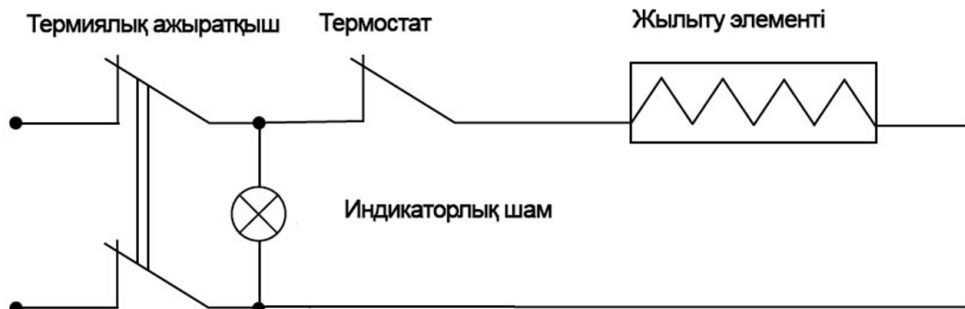 Термиялық ажыратқыш
Термостат
Жылыту элементі
Индикаторлық шам